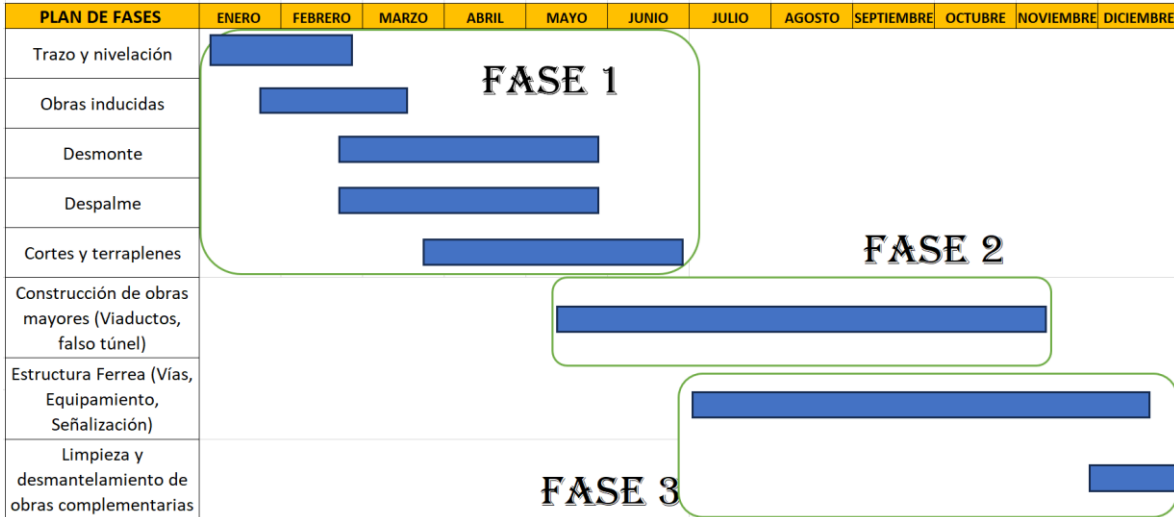 PLAN DE FASES ENERO FEBRERO MARZO ABRIL MAYO JUNIO JULIO AGOSTO SEPTIEMBRE OCTUBRE NOVIEMBRE DICIEMBRE
Trazo y nivelación
FASE 1
Obras inducidas
Desmonte
Despalme
Cortes y terraplenes
FASE 2
Construcción de obras
mayores (Viaductos,
falso túnel)
Estructura Ferrea (Vías,
Equipamiento,
Señalización)
Limpieza y
desmantelamiento de
obras complementarias
FASE 3